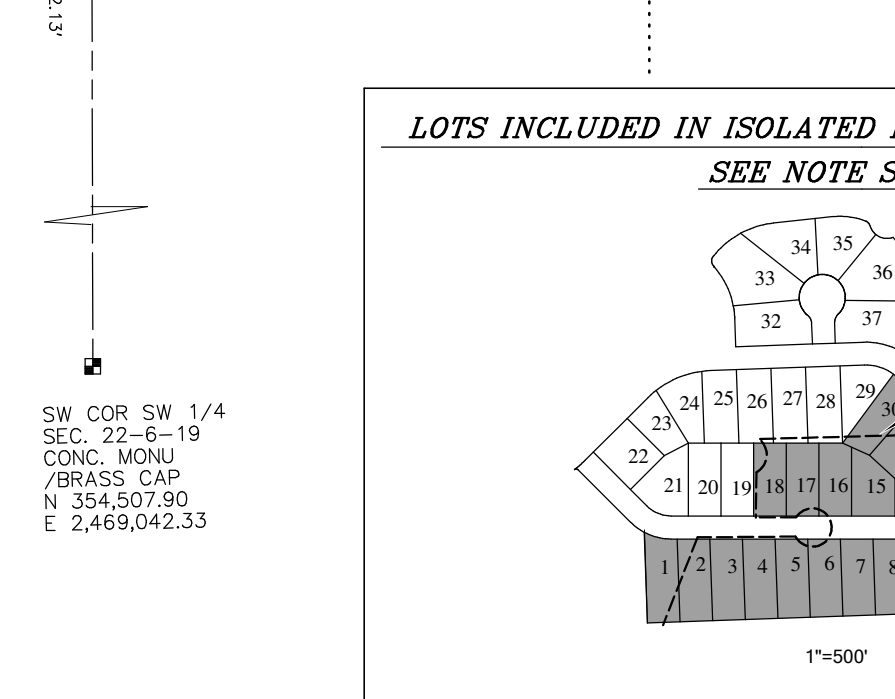 2.13'
LOTS INCLUDED IN ISOLATED
SEE NOTE
34 35
33 36
32 37
29
24 25 26 27 28
30
23
22
21 20 19 18 17 16 15
1 2 3 4 5 6 7 8
1"=500'
SW COR SW 1/4
SEC. 22-6-19
CONC. MONU
/BRASS CAP
N 354,507.90
E 2,469,042.33